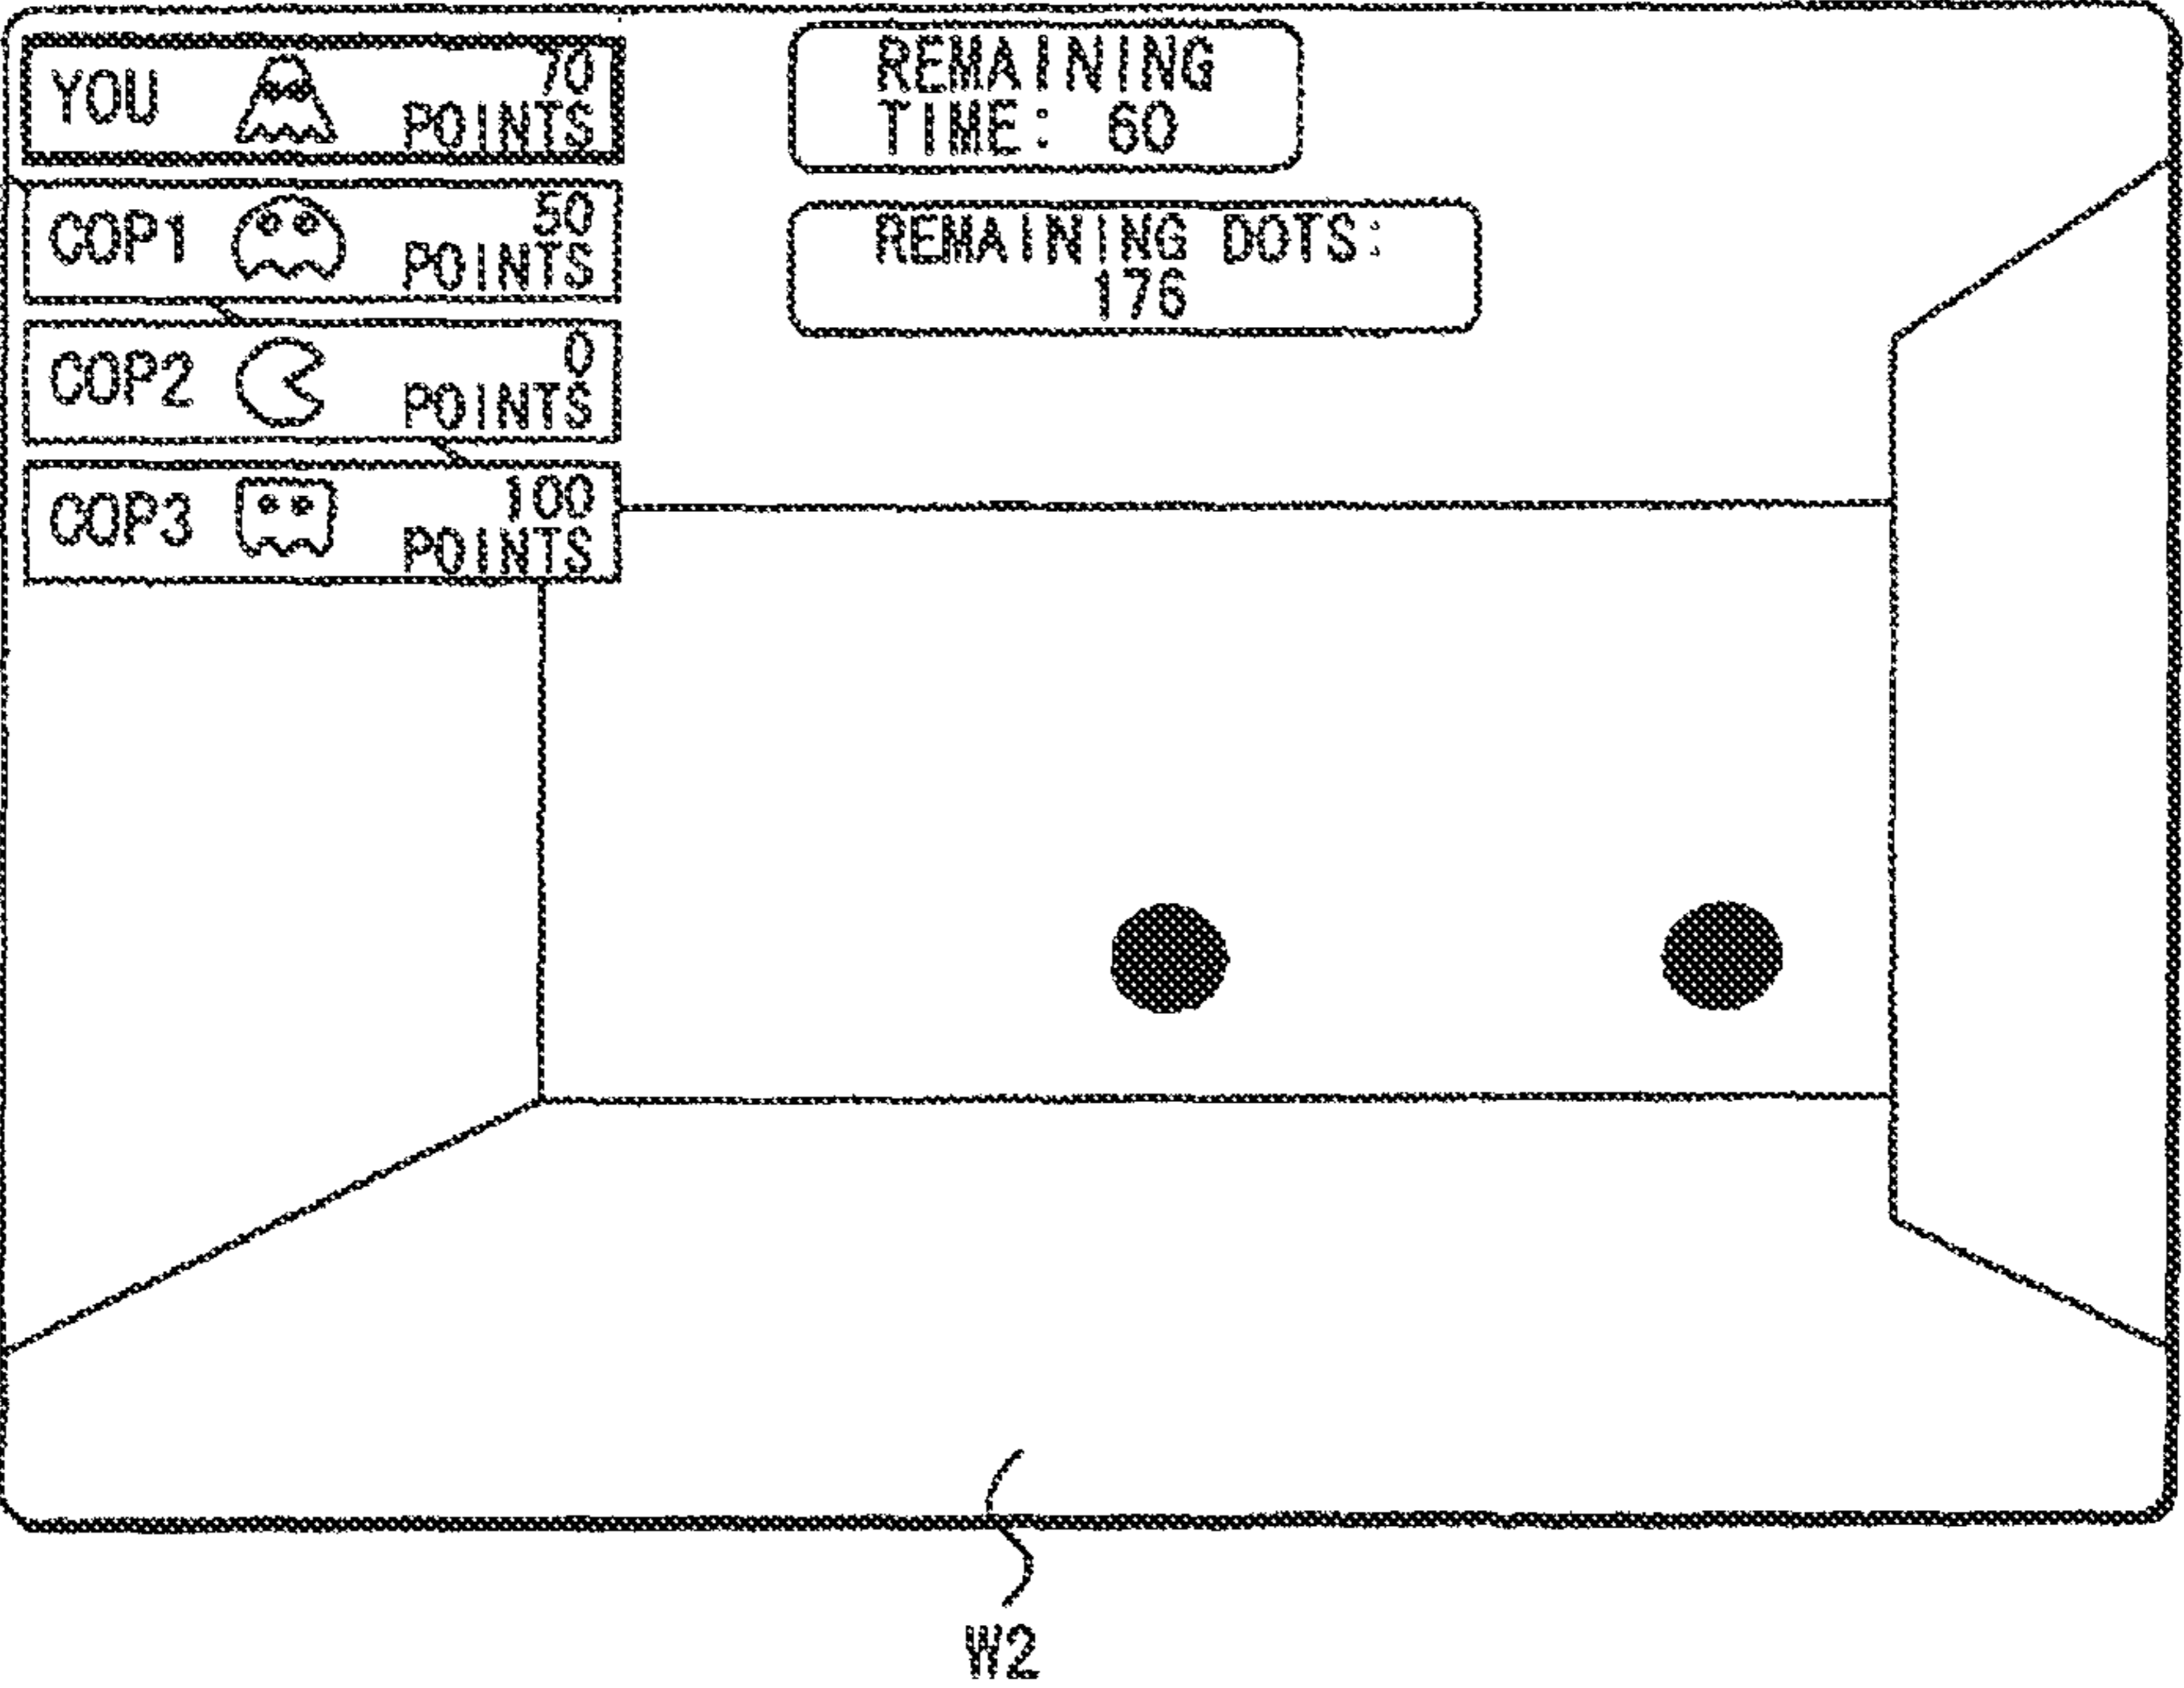 YOU
70
POINTS
COP1
50
POINTS
COP2
0
POINTS
COP3
100
POINTS
REMAINING
TIME: 60
REMAINING DOTS:
176
W2